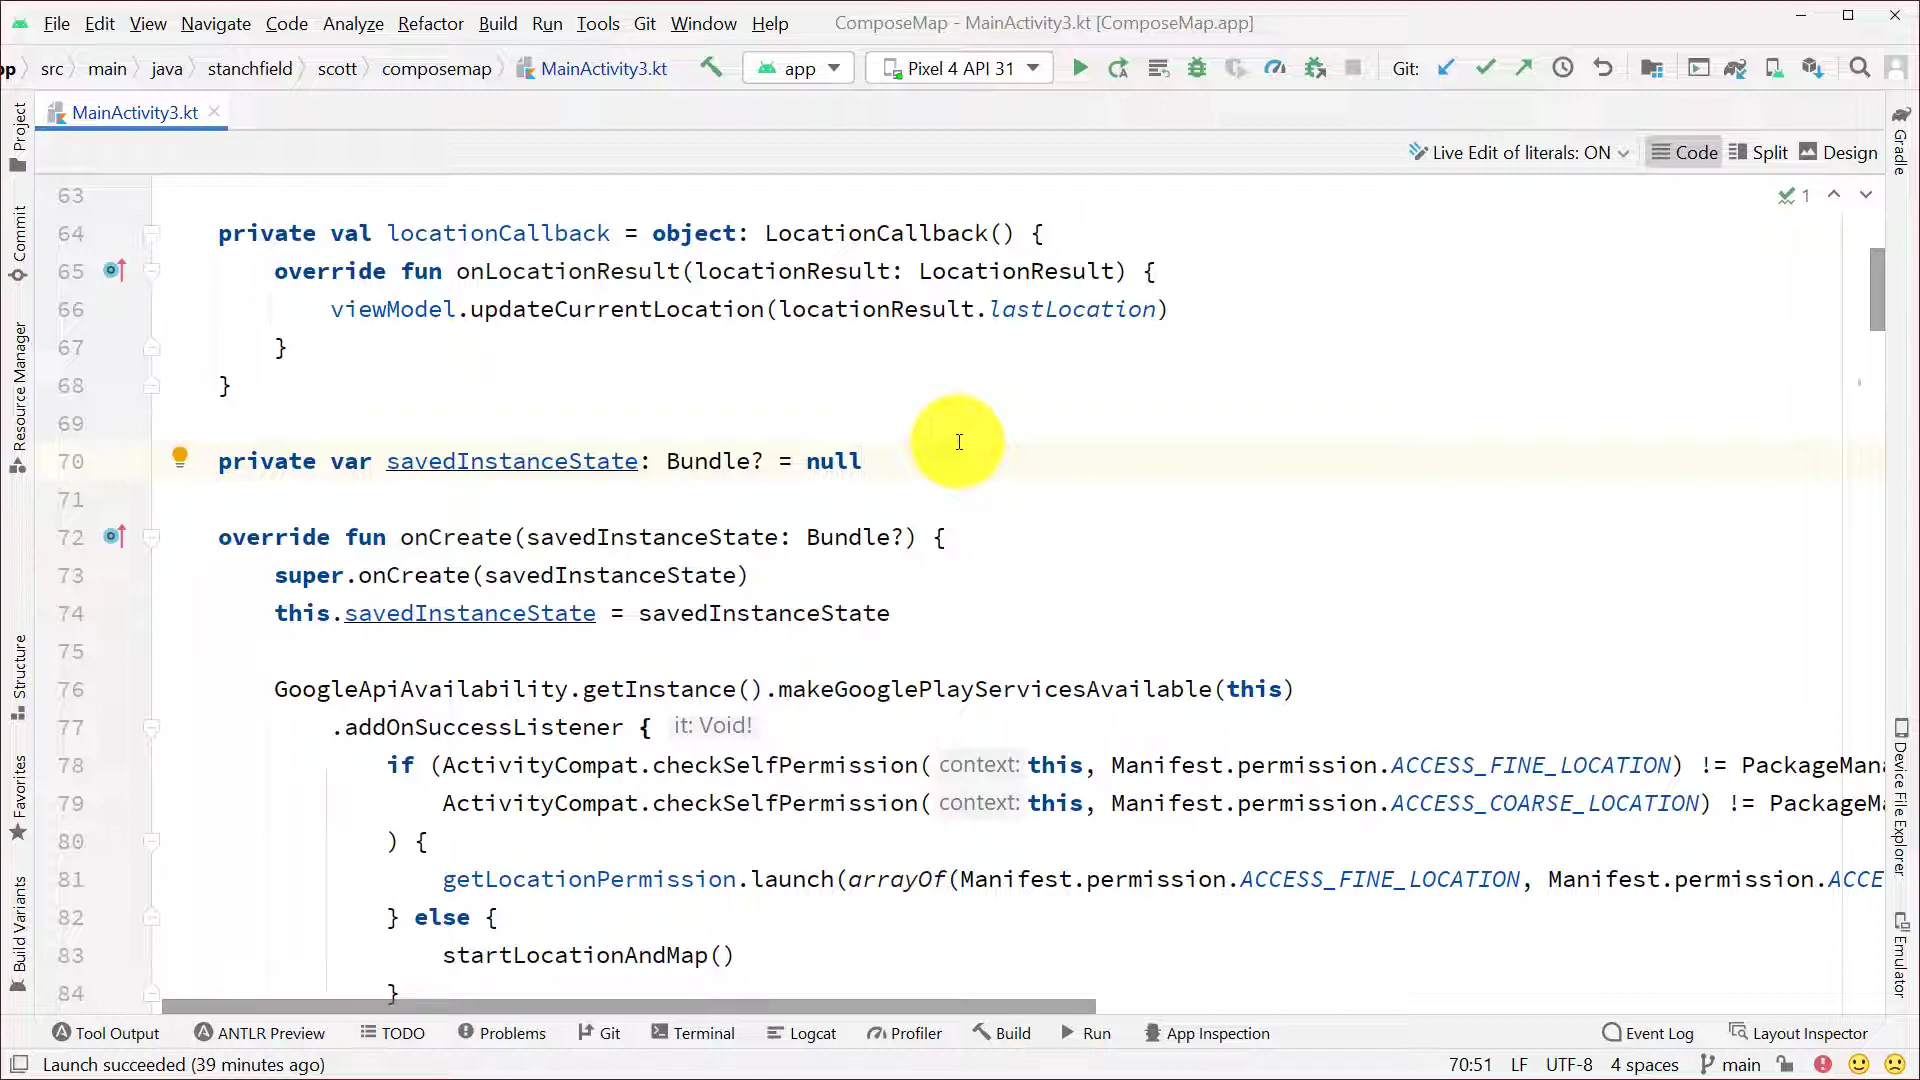 File Edit View Navigate Code Analyze Refactor Build Run Tools Git Window Help ComposeMap - MainActivity3.kt [ComposeMap.app]
src main java stanchfield scott composemap MainActivity3.kt app Pixel 4 API 31 Git:
MainActivity3.kt
Live Edit of literals: ON Code Split Design
1
63
64 private val locationCallback = object: LocationCallback() {
65 override fun onLocationResult(locationResult: LocationResult) {
66 viewModel.updateCurrentLocation(locationResult.lastLocation)
67 }
68 }
69
70 private var savedInstanceState: Bundle? = null
71
72 override fun onCreate(savedInstanceState: Bundle?) {
73 super.onCreate(savedInstanceState)
74 this.savedInstanceState = savedInstanceState
75
76 GoogleApiAvailability.getInstance().makeGooglePlayServicesAvailable(this)
77 .addOnSuccessListener { it: Void!
78 if (ActivityCompat.checkSelfPermission( context: this, Manifest.permission.ACCESS_FINE_LOCATION) != PackageMan
79 ActivityCompat.checkSelfPermission( context: this, Manifest.permission.ACCESS_COARSE_LOCATION) != PackageM
80 ) {
81 getLocationPermission.launch(arrayOf(Manifest.permission.ACCESS_FINE_LOCATION, Manifest.permission.ACCE
82 } else {
83 startLocationAndMap()
84 }
Project
Commit
Resource Manager
Structure
Favorites
Build Variants
Gradle
Device File Explorer
Emulator
Tool Output ANTLR Preview TODO Problems Git Terminal Logcat Profiler Build Run App Inspection Event Log Layout Inspector
Launch succeeded (39 minutes ago) 70:51 LF UTF-8 4 spaces main